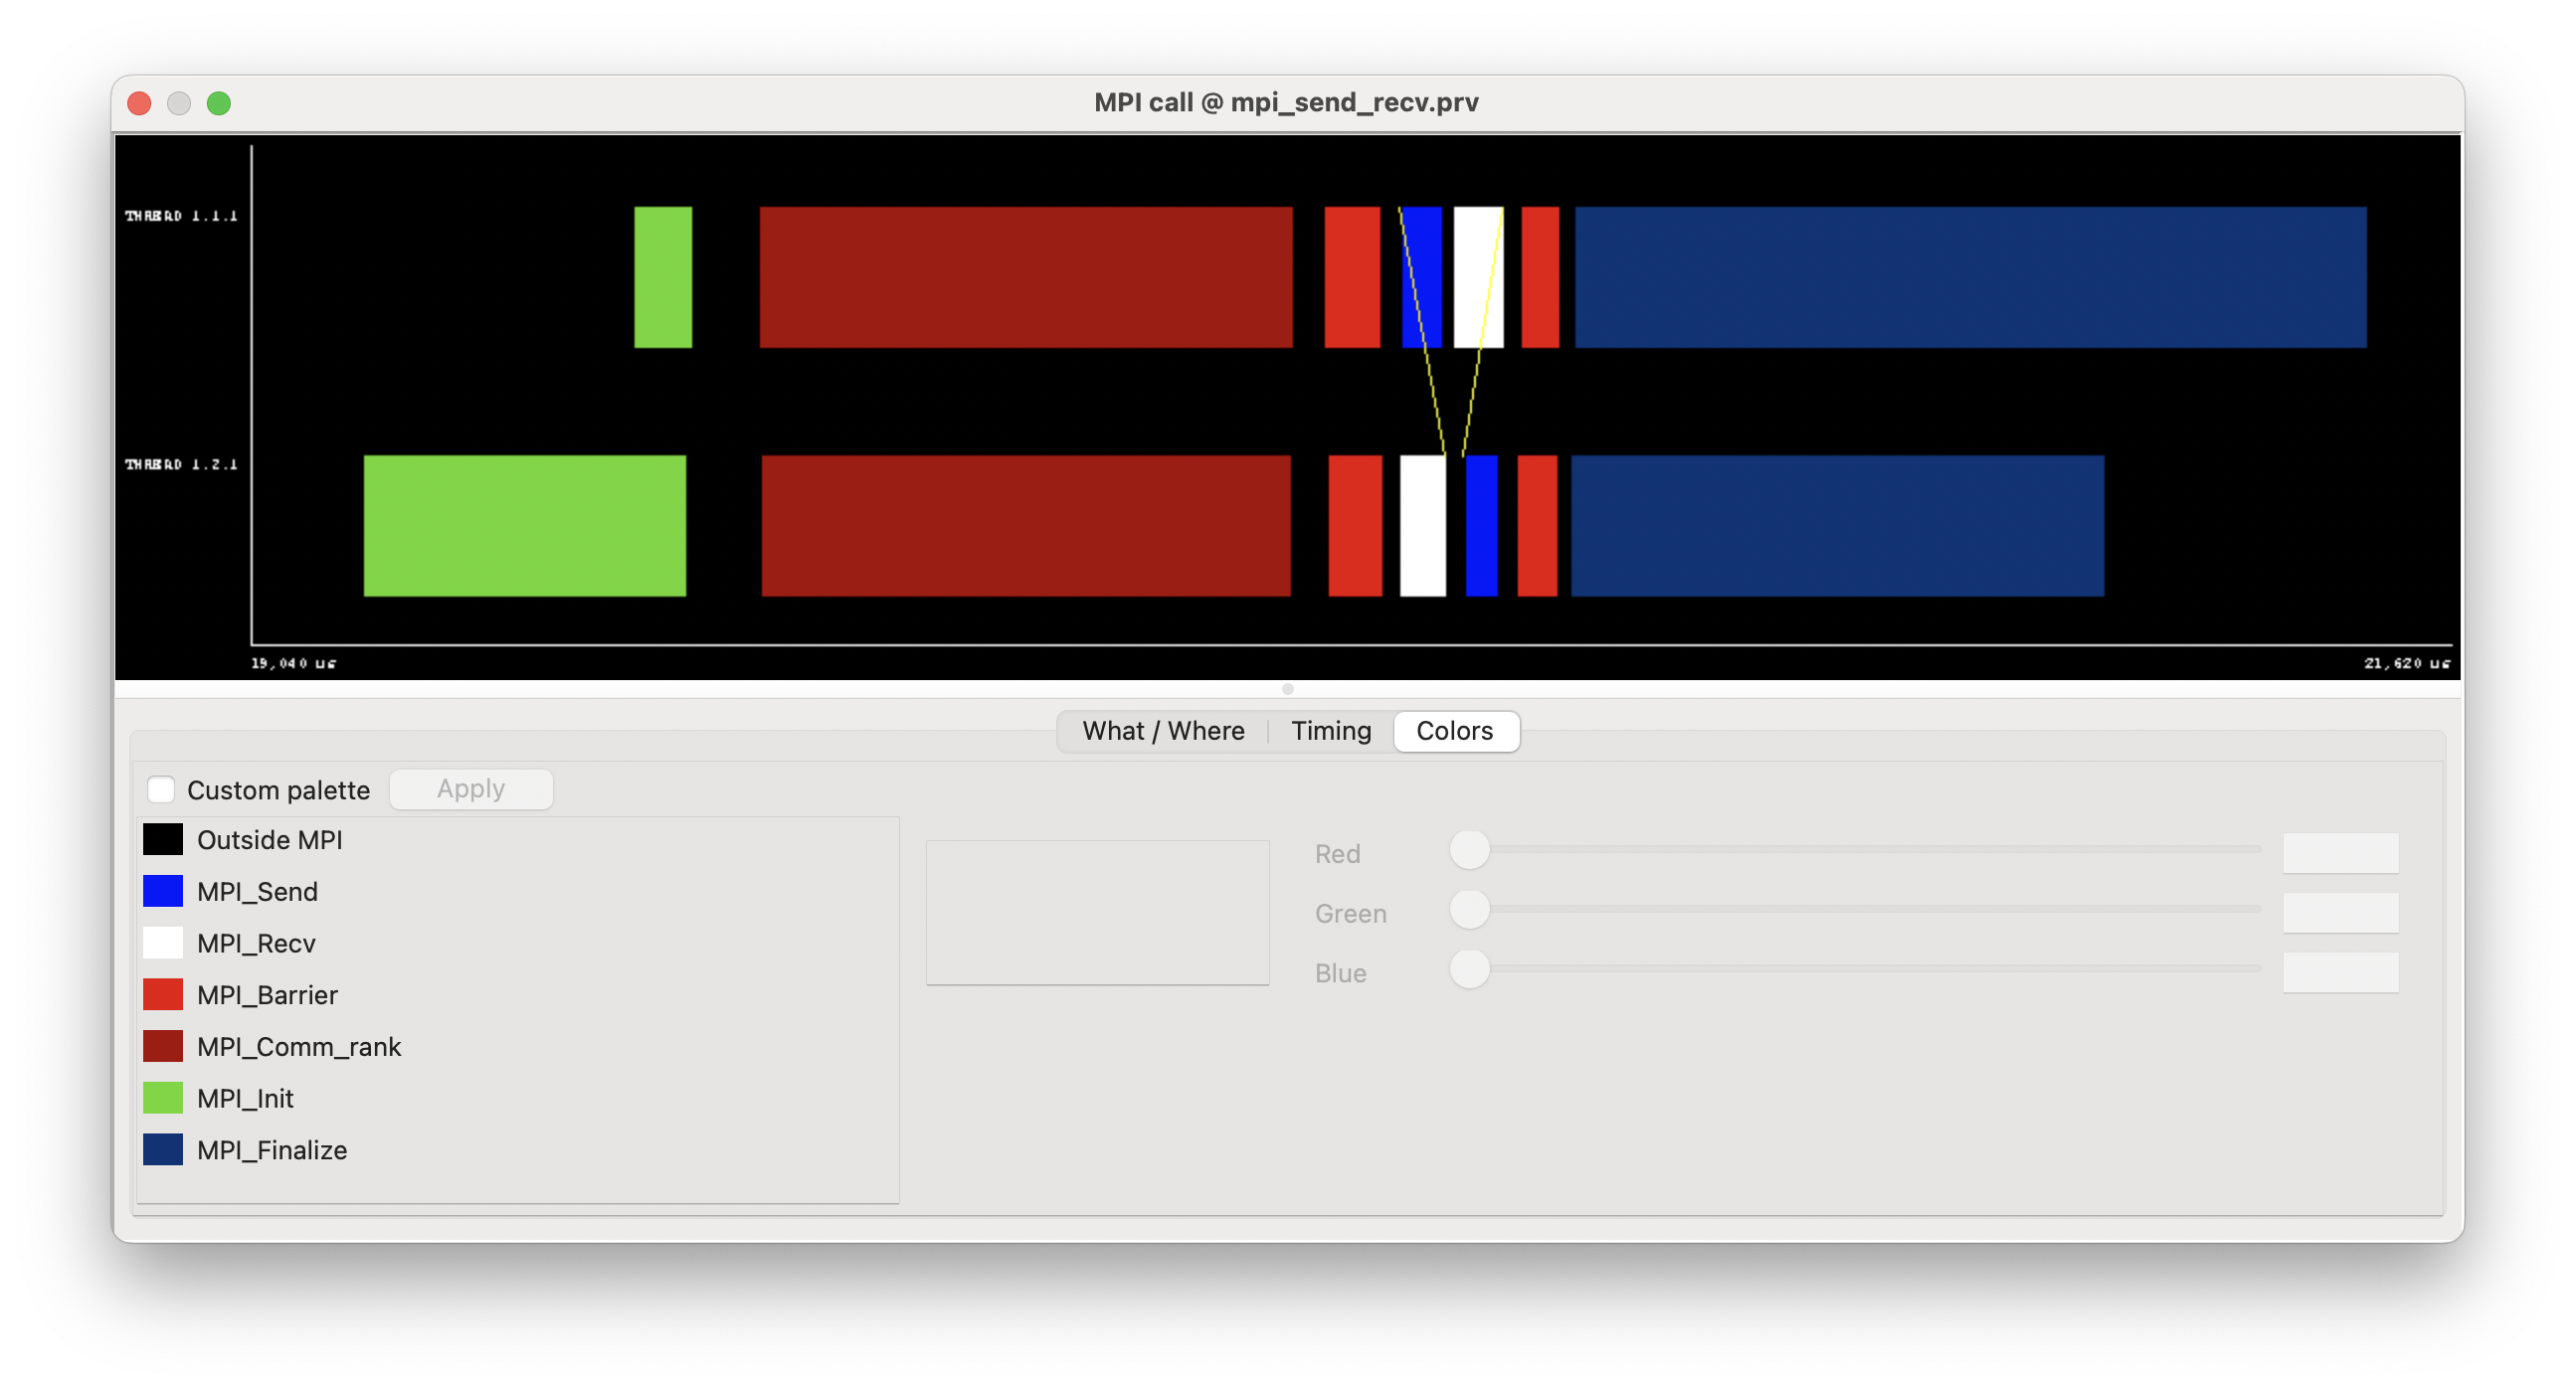 MPI call @ mpi_send_recv.prv
THREAD 1.1.1
THREAD 1.2.1
19,040 us
21,620 us
What / Where
Timing
Colors
Custom palette
Apply
Outside MPI
MPI_Send
MPI_Recv
MPI_Barrier
MPI_Comm_rank
MPI_Init
MPI_Finalize
Red
Green
Blue